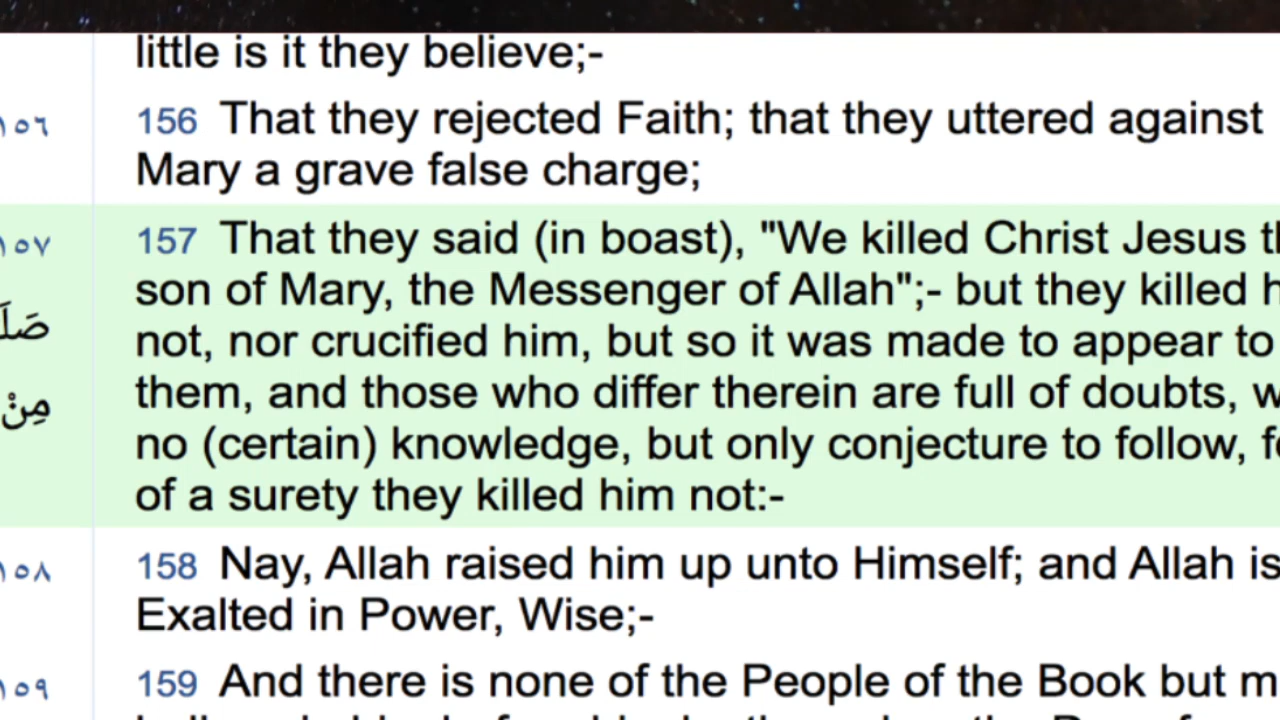 little is it they believe;-
١٥٦
156 That they rejected Faith; that they uttered against
Mary a grave false charge;
١٥٧
157 That they said (in boast), "We killed Christ Jesus
son of Mary, the Messenger of Allah";- but they killed
صَلَ
not, nor crucified him, but so it was made to appear to
them, and those who differ therein are full of doubts,
مِنْ
no (certain) knowledge, but only conjecture to follow,
of a surety they killed him not:-
١٥٨
158 Nay, Allah raised him up unto Himself; and Allah is
Exalted in Power, Wise;-
١٥٩
159 And there is none of the People of the Book but